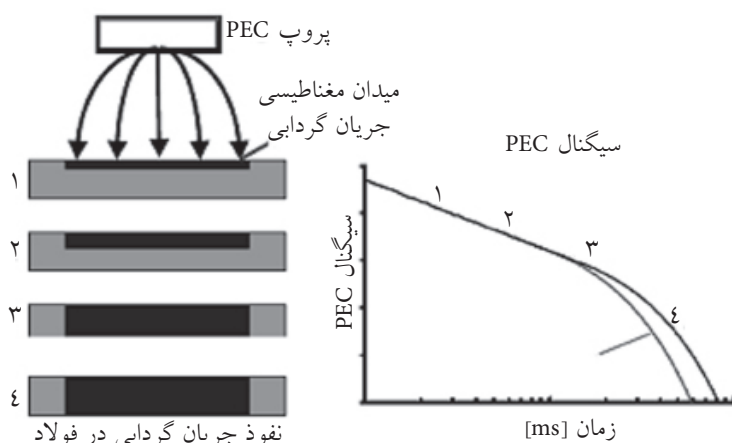 پروپ PEC
میدان مغناطیسی
جریان گردابی
۱
۲
۳
٤
نفوذ جریان گردابی در فولاد
سیگنال PEC
سیگنال PEC
۱
۲
۳
٤
زمان [ms]